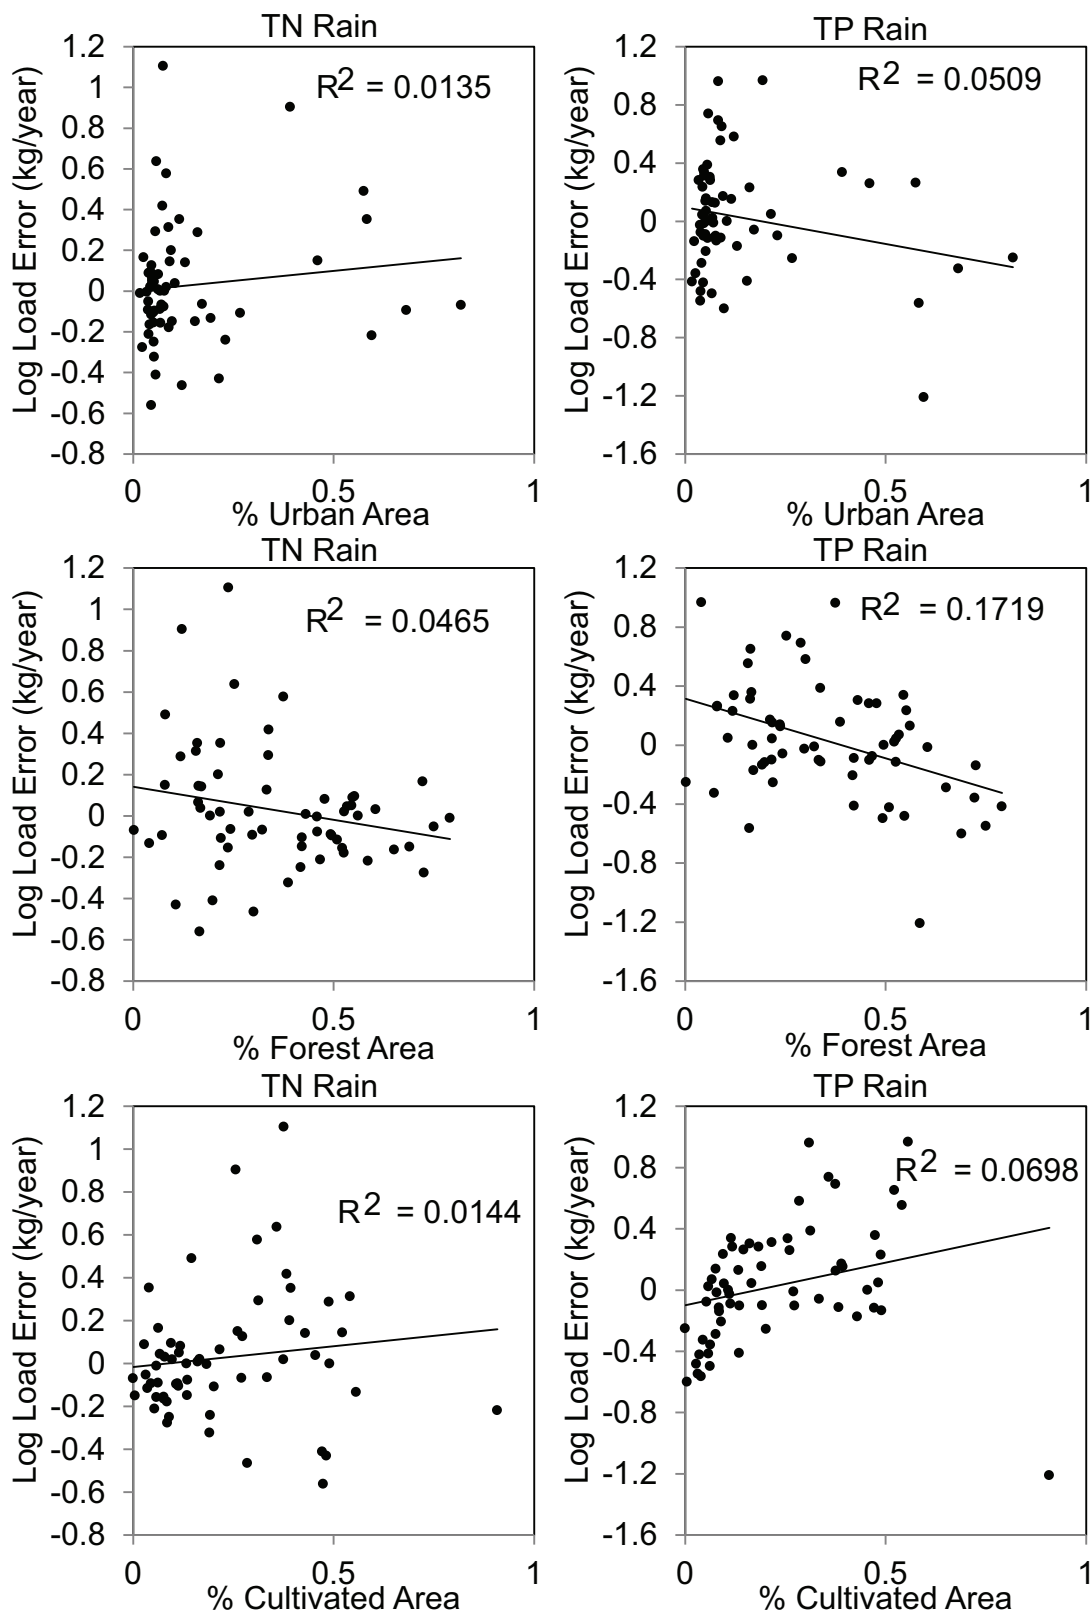 TN Rain
R2 = 0.0135
Log Load Error (kg/year)
1.2
1
0.8
0.6
0.4
0.2
0
-0.2
-0.4
-0.6
-0.8
0 0.5 1
% Urban Area
TP Rain
R2 = 0.0509
Log Load Error (kg/year)
1.2
0.8
0.4
0
-0.4
-0.8
-1.2
-1.6
0 0.5 1
% Urban Area
TN Rain
R2 = 0.0465
Log Load Error (kg/year)
1.2
1
0.8
0.6
0.4
0.2
0
-0.2
-0.4
-0.6
-0.8
0 0.5 1
% Forest Area
TP Rain
R2 = 0.1719
Log Load Error (kg/year)
1.2
0.8
0.4
0
-0.4
-0.8
-1.2
-1.6
0 0.5 1
% Forest Area
TN Rain
R2 = 0.0144
Log Load Error (kg/year)
1.2
1
0.8
0.6
0.4
0.2
0
-0.2
-0.4
-0.6
-0.8
0 0.5 1
% Cultivated Area
TP Rain
R2 = 0.0698
Log Load Error (kg/year)
1.2
0.8
0.4
0
-0.4
-0.8
-1.2
-1.6
0 0.5 1
% Cultivated Area